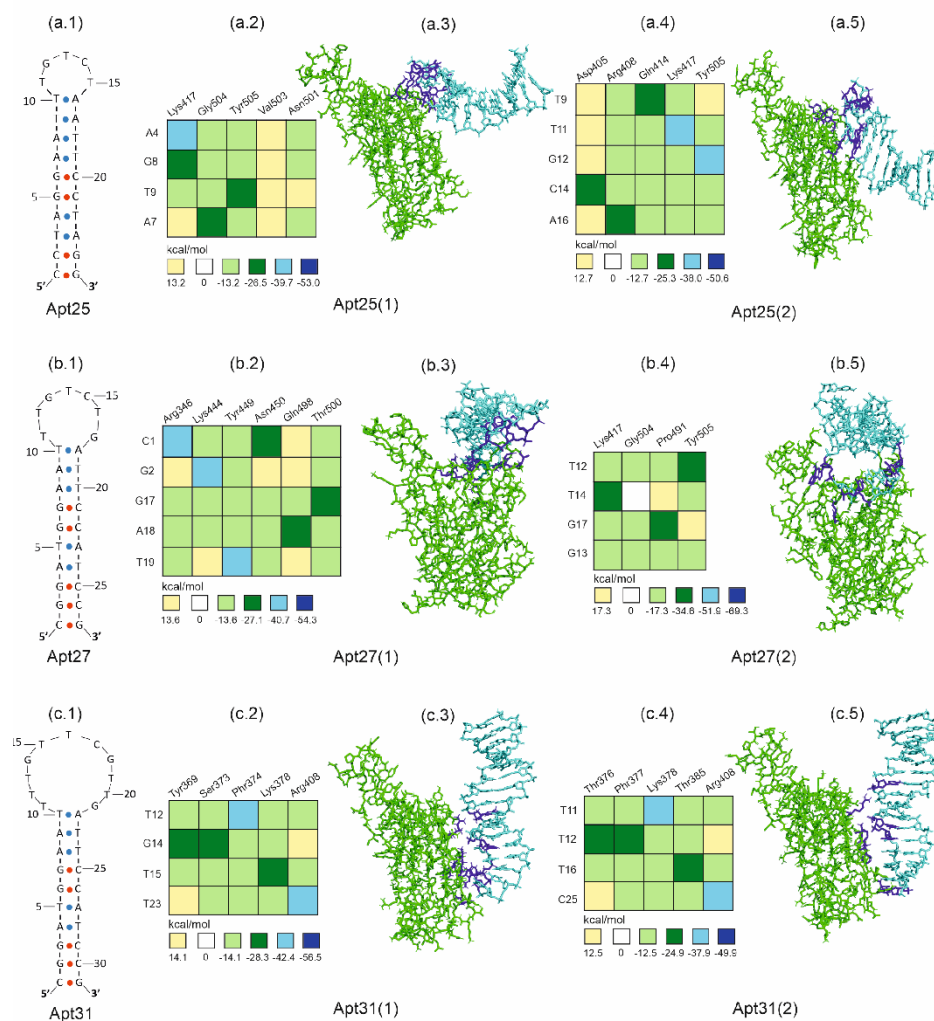 (a.1)
(a.2)
(a.3)
(a.4)
(a.5)
T G T C T
15
10
T A
T A
A T
A T
G C
20
5
G C
A T
T A
C G
C G
5' 3'
Apt25
Lys417 Gly504 Tyr505 Val503 Asn501
A4
G8
T9
A7
kcal/mol
13.2 0 -13.2 -26.5 -39.7 -53.0
Apt25(1)
Asp405 Arg408 Gln414 Lys417 Tyr505
T9
T11
G12
C14
A16
kcal/mol
12.7 0 -12.7 -25.3 -38.0 -50.6
Apt25(2)
(b.1)
(b.2)
(b.3)
(b.4)
(b.5)
T T G T C T T G
15
10
T A
A T
A T
20
G C
G C
5
T A
A T
G C
25
G C
C G
5' 3'
Apt27
Arg346 Lys444 Tyr449 Asn450 Gln498 Thr500
C1
G2
G17
A18
T19
kcal/mol
13.6 0 -13.6 -27.1 -40.7 -54.3
Apt27(1)
Lys417 Gly504 Pro491 Tyr505
T12
T14
G17
G13
kcal/mol
17.3 0 -17.3 -34.6 -51.9 -69.3
Apt27(2)
(c.1)
(c.2)
(c.3)
(c.4)
(c.5)
T T T G T T C G T T G
15
20
10
T A
A T
A T
G C
25
G C
5
T A
A T
G C
G C
30
C G
5' 3'
Apt31
Tyr369 Ser373 Phr374 Lys378 Arg408
T12
G14
T15
T23
kcal/mol
14.1 0 -14.1 -28.3 -42.4 -56.5
Apt31(1)
Thr376 Phr377 Lys378 Thr385 Arg408
T11
T12
T16
C25
kcal/mol
12.5 0 -12.5 -24.9 -37.9 -49.9
Apt31(2)